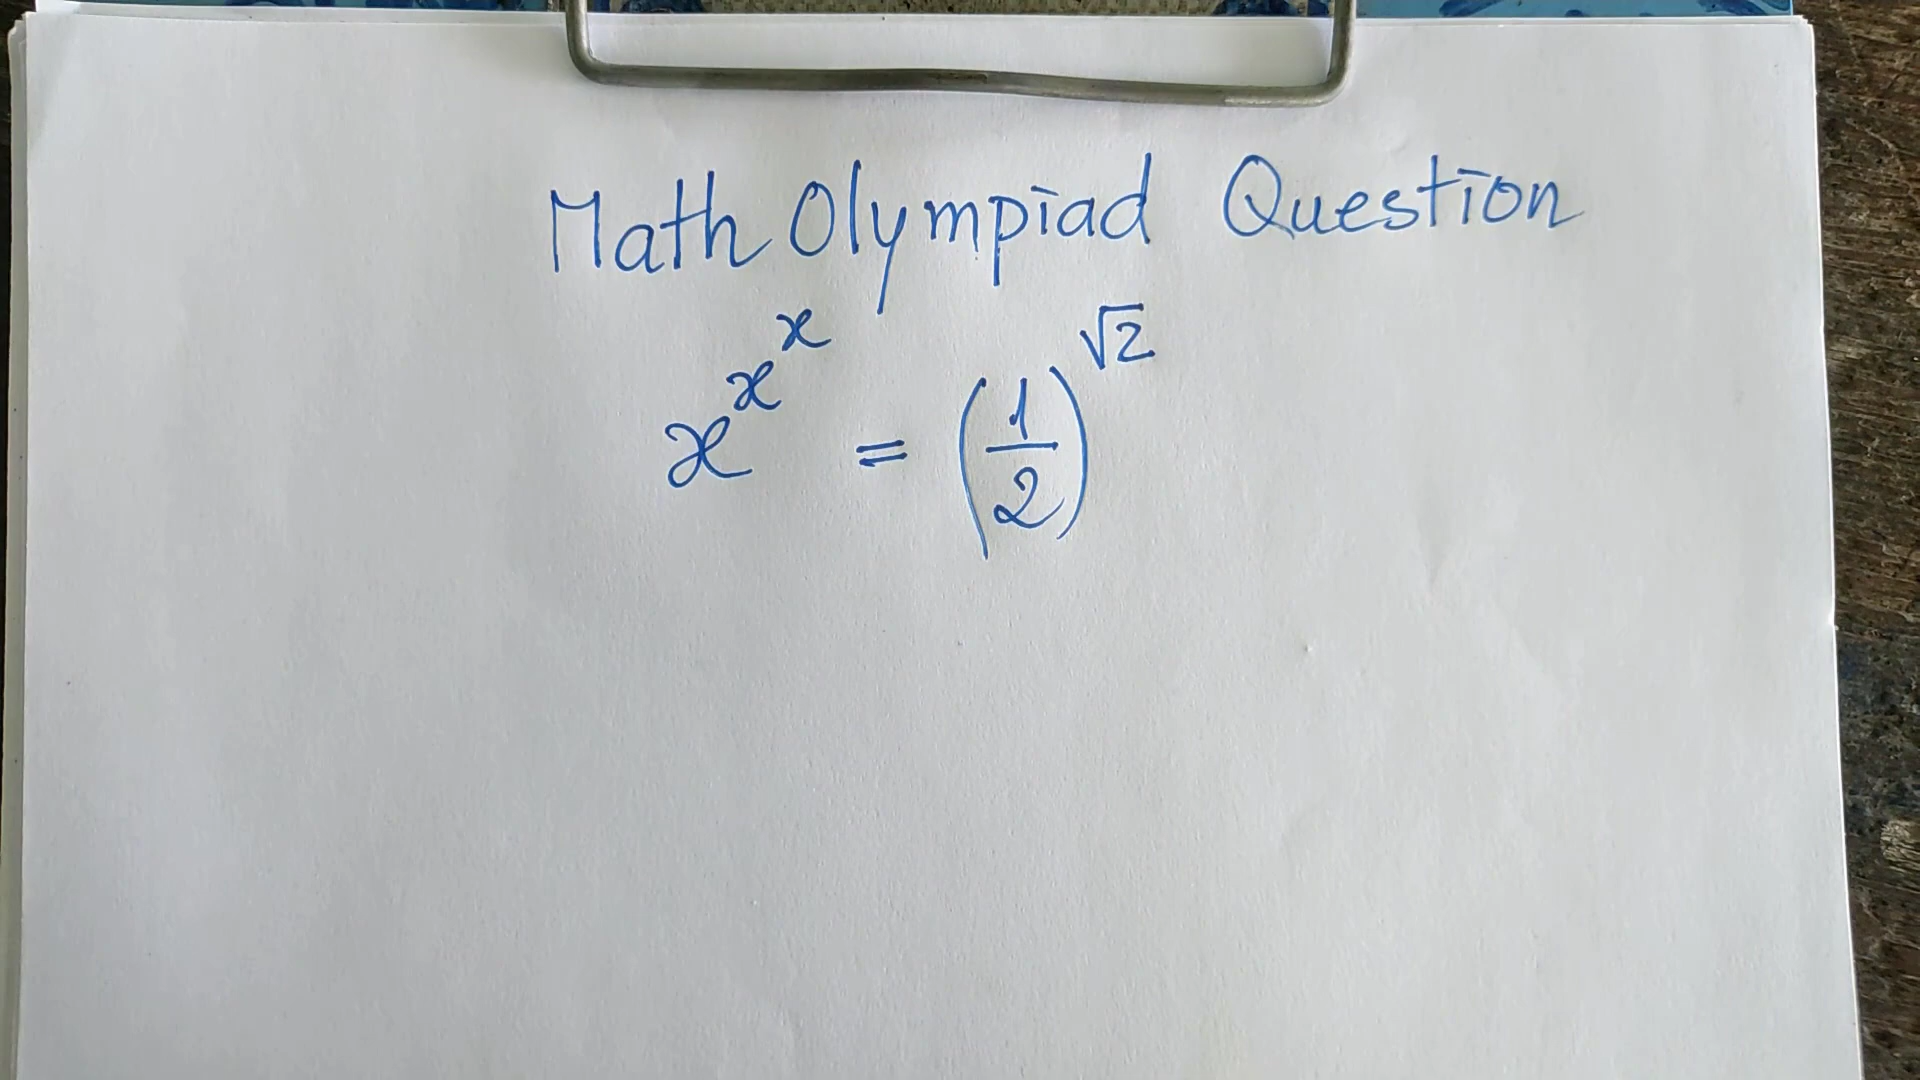 Math Olympiad Question
x^{x^x} = (1/2)^{√2}